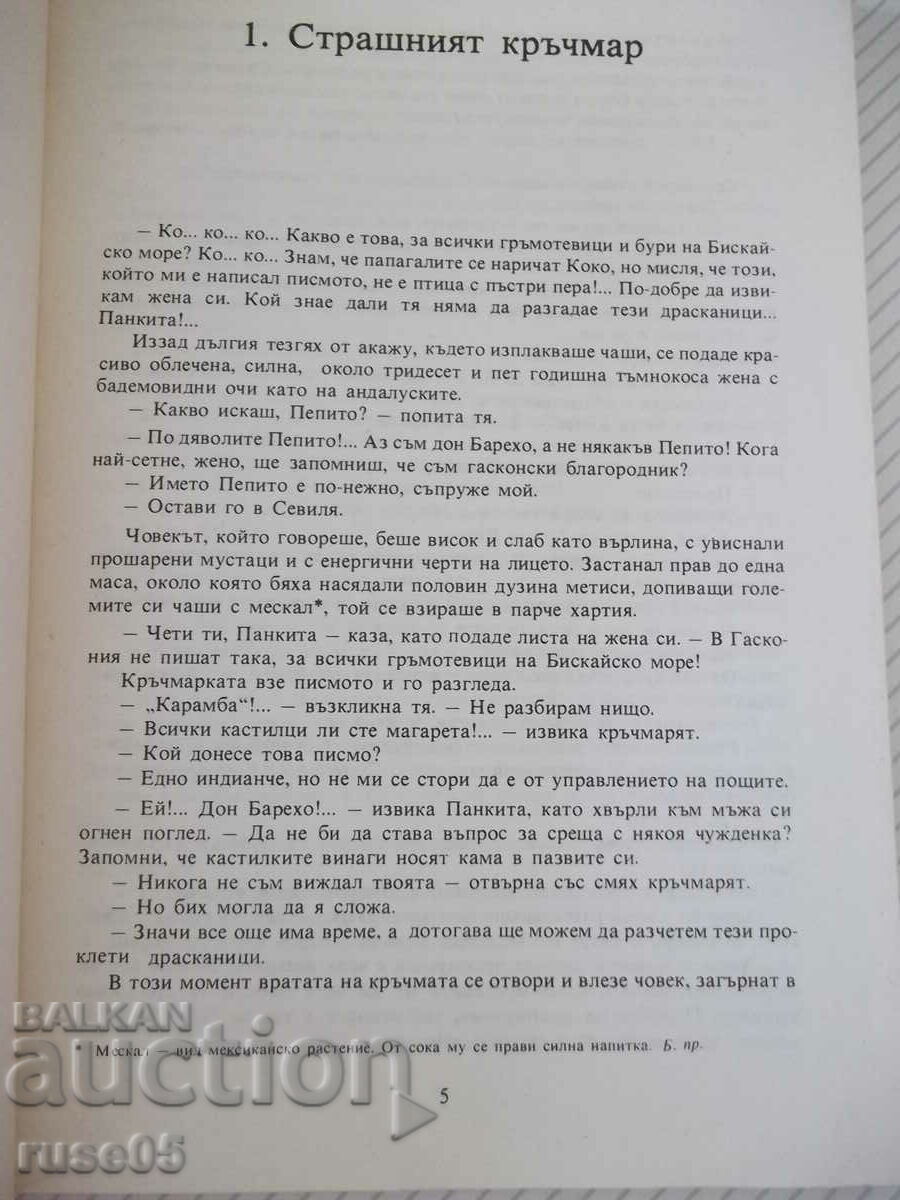 1. Страшният кръчмар
— Ко... ко... ко... Какво е това, за всички гръмотевици и бури на Бискай-
ско море? Ко... ко... Знам, че папагалите се наричат Коко, но мисля, че този,
който ми е написал писмото, не е птица с пъстри пера!... По-добре да изви-
кам жена си. Кой знае дали тя няма да разгадае тези драсканици...
Панкита!...
Иззад дългия тезгях от акажу, където изплакваше чаши, се подаде кра-
сиво облечена, силна, около тридесет и пет годишна тъмнокоса жена с
бадемовидни очи като на андалуските.
— Какво искаш, Пепито? — попита тя.
— По дяволите Пепито!... Аз съм дон Барехо, а не някакъв Пепито! Кога
най-сетне, жено, ще запомниш, че съм гасконски благородник?
— Името Пепито е по-нежно, съпруже мой.
— Остави го в Севиля.
Човекът, който говореше, беше висок и слаб като върлина, с увиснали
прошарени мустаци и с енергични черти на лицето. Застанал прав до една
маса, около която бяха насядали половин дузина метиси, допиващи голе-
мите си чаши с мескал*, той се взираше в парче хартия.
— Чети ти, Панкита — каза, като подаде листа на жена си. — В Гаско-
ния не пишат така, за всички гръмотевици на Бискайско море!
Кръчмарката взе писмото и го разгледа.
— „Карамба“!... — възкликна тя. — Не разбирам нищо.
— Всички кастилци ли сте магарета!... — извика кръчмарят.
— Кой донесе това писмо?
— Едно индианче, но не ми се стори да е от управлението на пощите.
— Ей!... Дон Барехо!... — извика Панкита, като хвърли към мъжа си
огнен поглед. — Да не би да става въпрос за среща с някоя чужденка?
Запомни, че кастилките винаги носят кама в пазвите си.
— Никога не съм виждал твоята — отвърна със смях кръчмарят.
— Но бих могла да я сложа.
— Значи все още има време, а дотогава ще можем да разчетем тези про-
клети драсканици.
В този момент вратата на кръчмата се отвори и влезе човек, загърнат в
* Мескал — вид мексиканско растение. От сока му се прави силна напитка. Б. пр.
5
BALKAN
auction
ruse05